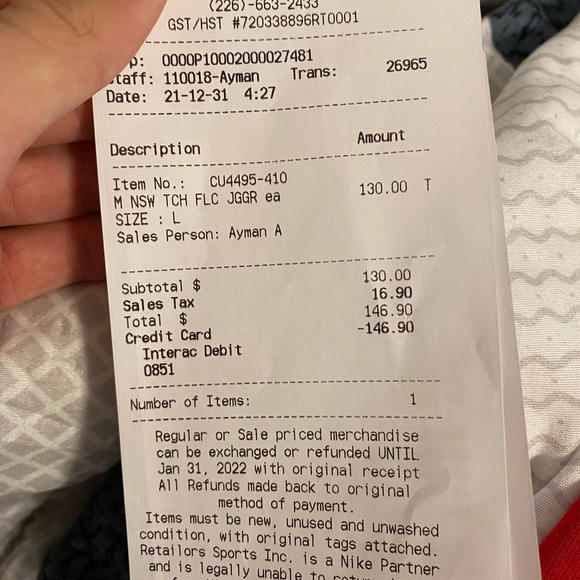 (226)-663-2433
GST/HST #720338896RT0001
0000P10002000027481
Staff: 110018-Ayman Trans: 26965
Date: 21-12-31 4:27
Description Amount
Item No.: CU4495-410
M NSW TCH FLC JGGR ea 130.00 T
SIZE : L
Sales Person: Ayman A
Subtotal $ 130.00
Sales Tax 16.90
Total $ 146.90
Credit Card -146.90
Interac Debit
0851
Number of Items: 1
Regular or Sale priced merchandise
can be exchanged or refunded UNTIL
Jan 31, 2022 with original receipt
All Refunds made back to original
method of payment.
Items must be new, unused and unwashed
condition, with original tags attached.
Retailors Sports Inc. is a Nike Partner
and is legally unable to